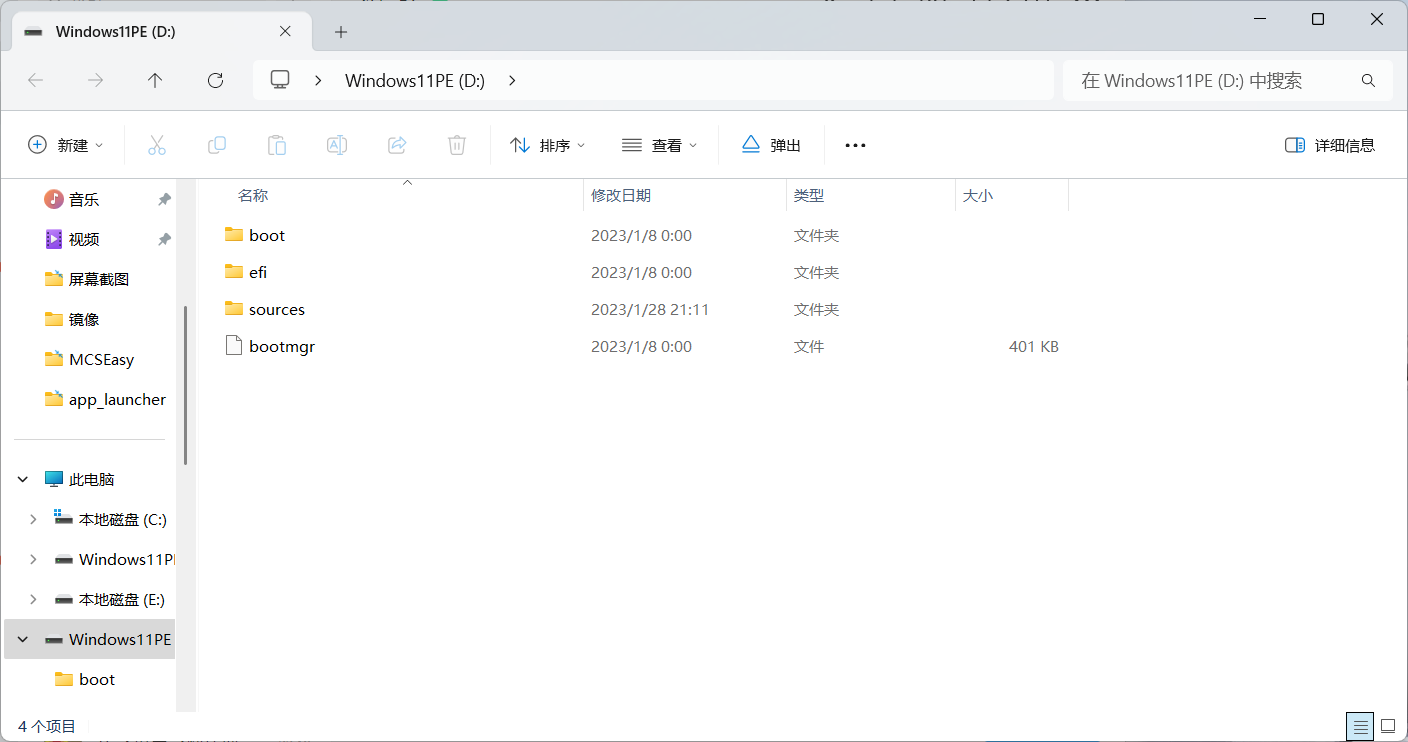 Windows11PE (D:)
Windows11PE (D:)
在 Windows11PE (D:) 中搜索
新建
排序
查看
弹出
详细信息
音乐
视频
屏幕截图
镜像
MCSEasy
app_launcher
此电脑
本地磁盘 (C:)
Windows11PE
本地磁盘 (E:)
Windows11PE
boot
名称 修改日期 类型 大小
boot 2023/1/8 0:00 文件夹
efi 2023/1/8 0:00 文件夹
sources 2023/1/28 21:11 文件夹
bootmgr 2023/1/8 0:00 文件 401 KB
4 个项目